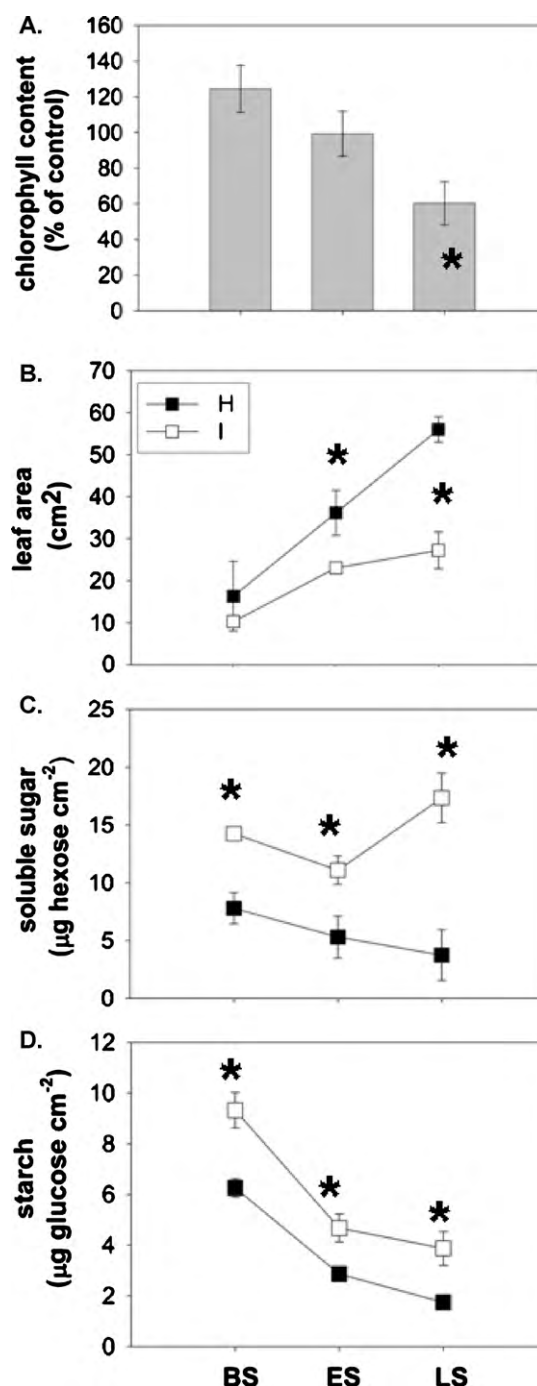 A.
chlorophyll content
(% of control)
160
140
120
100
80
60
40
20
0
*
B.
leaf area
(cm2)
70
60
50
40
30
20
10
0
H
I
*
*
C.
soluble sugar
(μg hexose cm-2)
25
20
15
10
5
0
*
*
*
D.
starch
(μg glucose cm-2)
12
10
8
6
4
2
0
*
*
*
BS ES LS